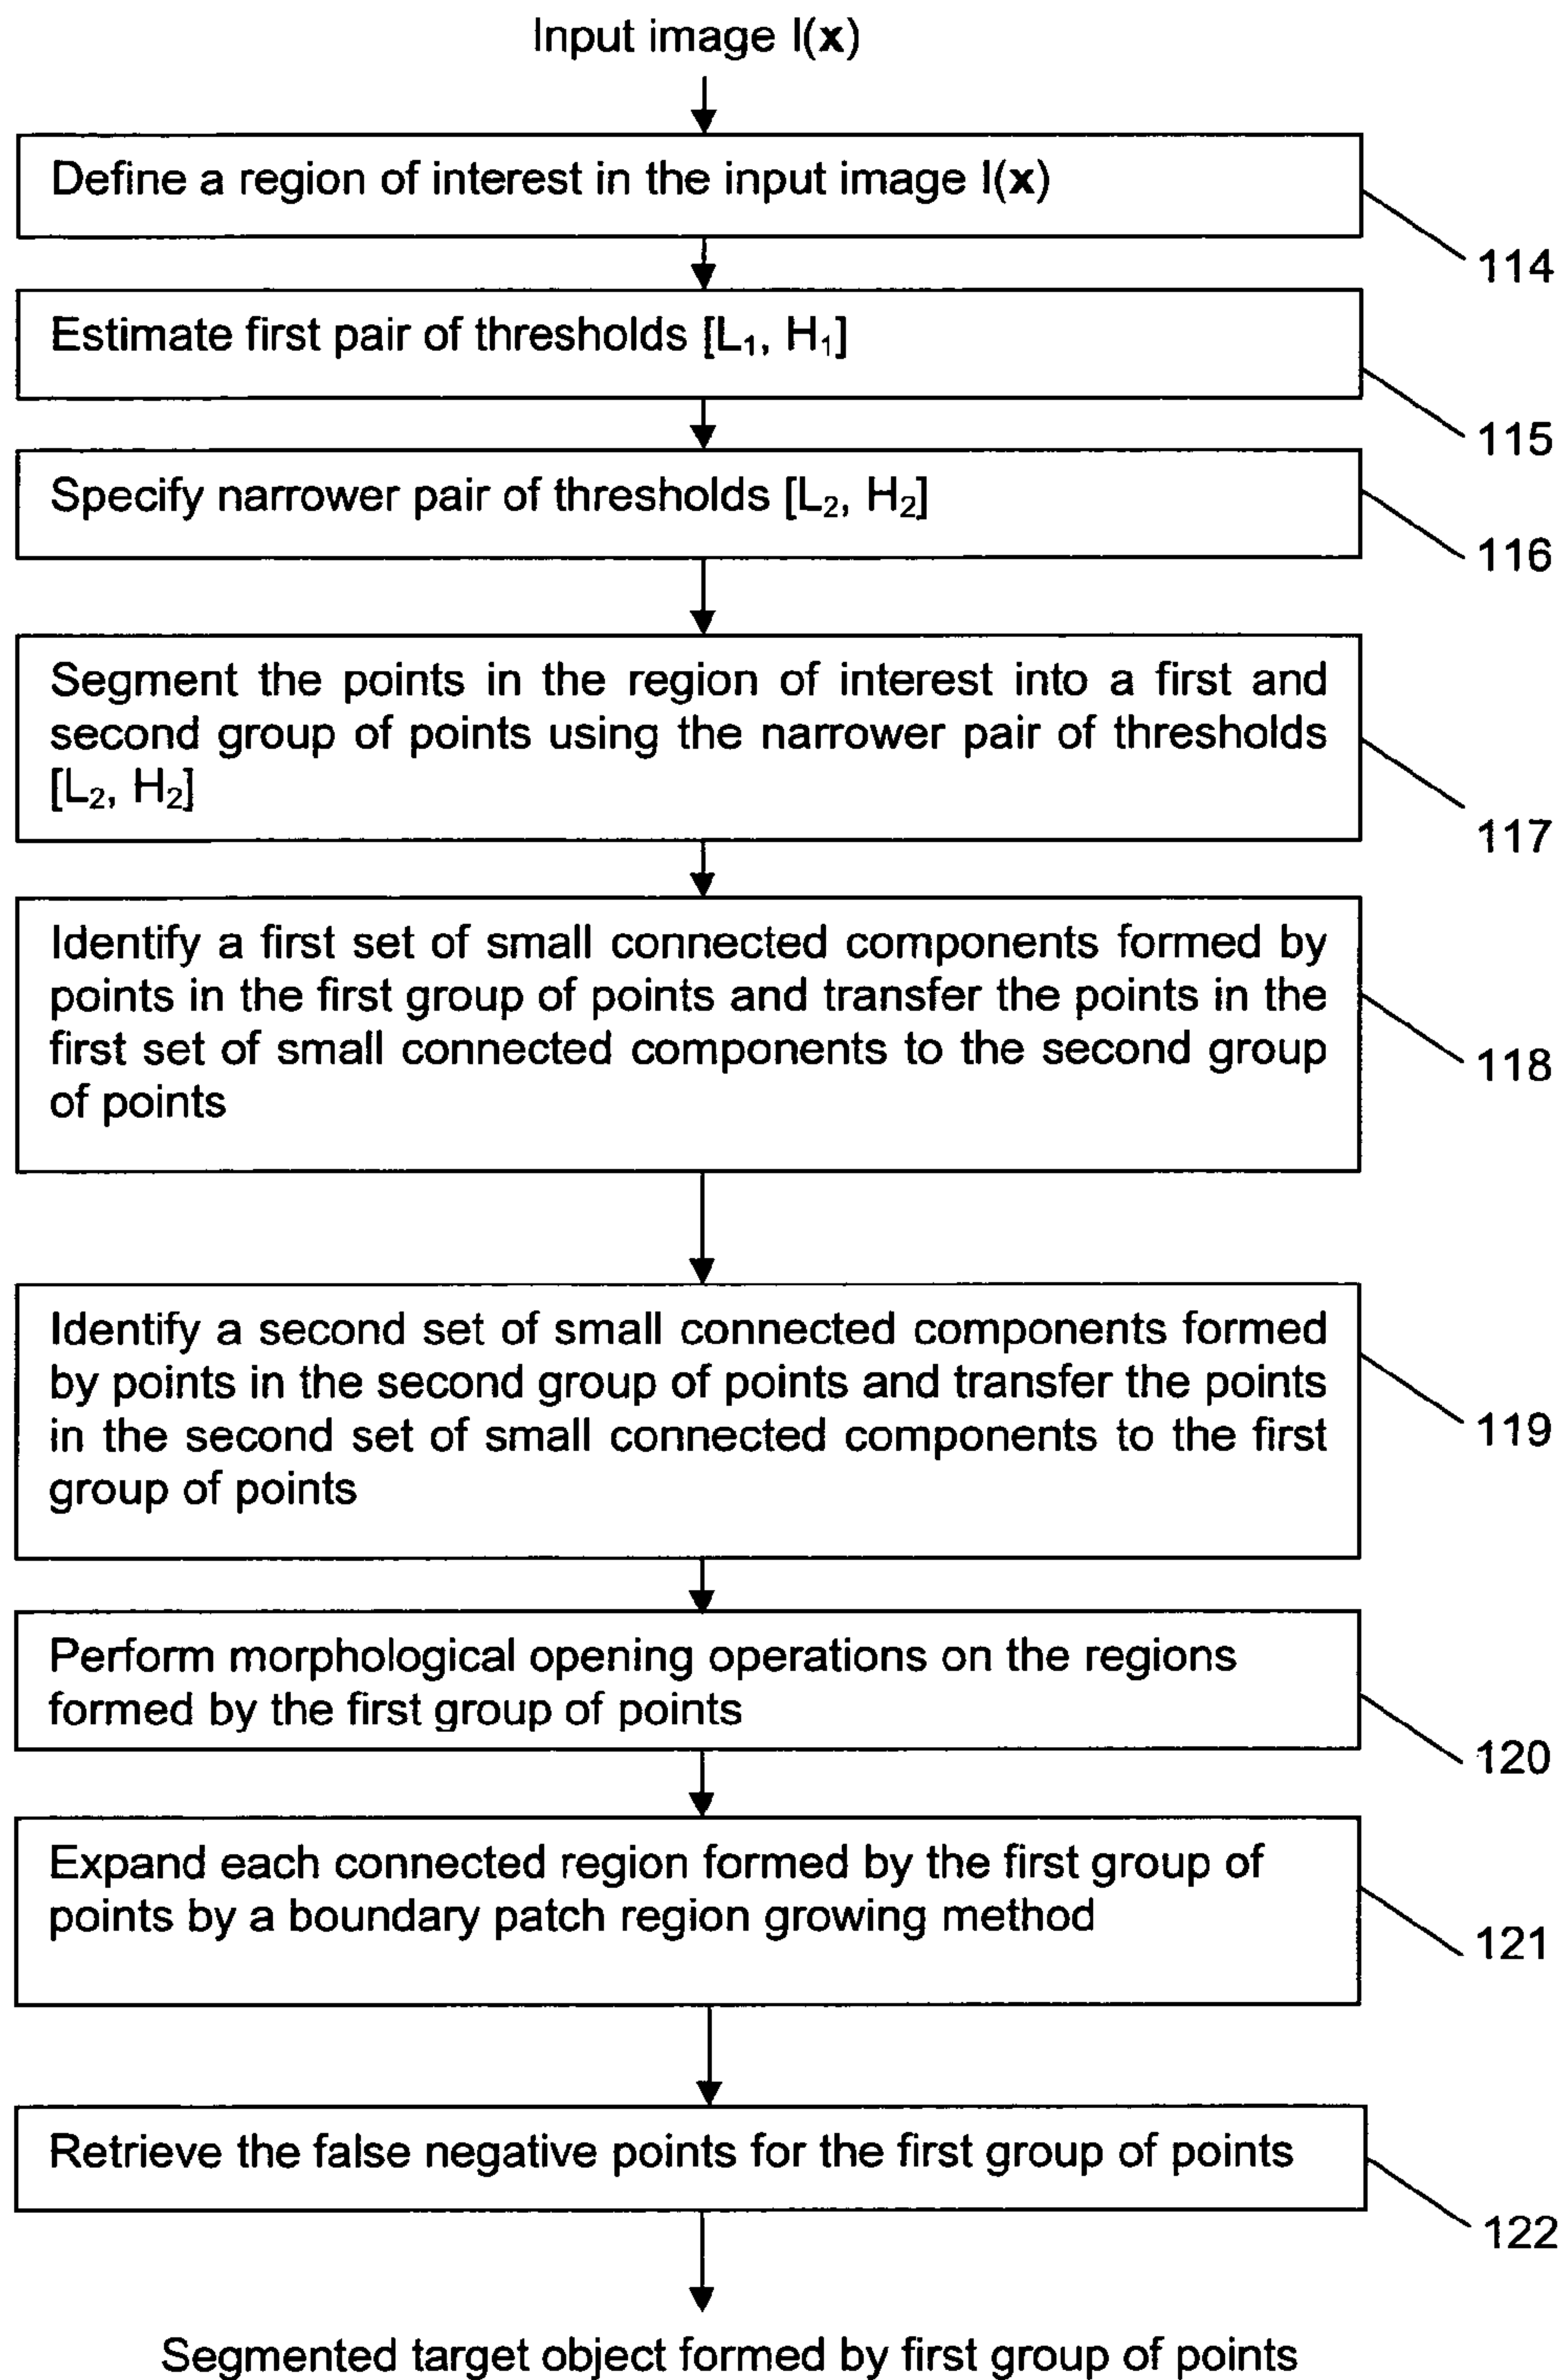 Input image I(x)
Define a region of interest in the input image I(x)
114
Estimate first pair of thresholds [L₁, H₁]
115
Specify narrower pair of thresholds [L₂, H₂]
116
Segment the points in the region of interest into a first and
second group of points using the narrower pair of thresholds
[L₂, H₂]
117
Identify a first set of small connected components formed by
points in the first group of points and transfer the points in the
first set of small connected components to the second group
of points
118
Identify a second set of small connected components formed
by points in the second group of points and transfer the points
in the second set of small connected components to the first
group of points
119
Perform morphological opening operations on the regions
formed by the first group of points
120
Expand each connected region formed by the first group of
points by a boundary patch region growing method
121
Retrieve the false negative points for the first group of points
122
Segmented target object formed by first group of points